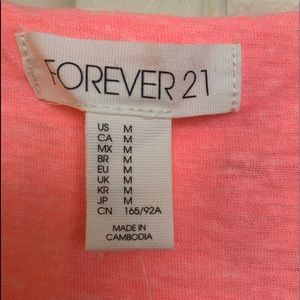 FOREVER 21
US M
CA M
MX M
BR M
EU M
UK M
KR M
JP M
CN 165/92A
MADE IN
CAMBODIA